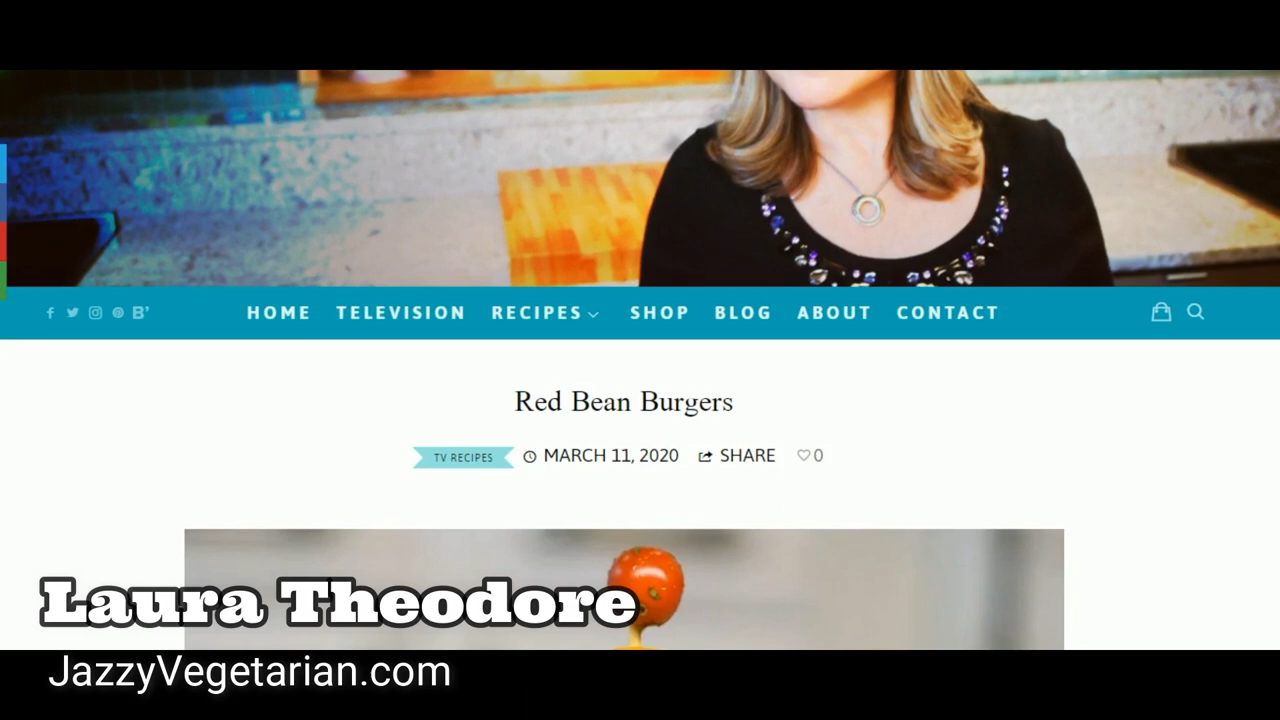 HOME TELEVISION RECIPES SHOP BLOG ABOUT CONTACT
Red Bean Burgers
TV RECIPES MARCH 11, 2020 SHARE 0
Laura Theodore
JazzyVegetarian.com